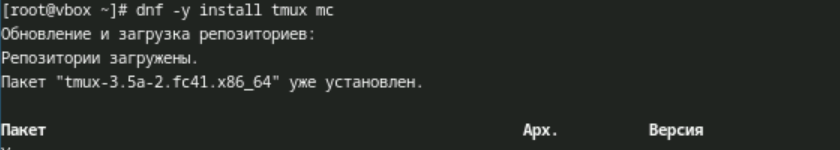 [root@vbox ~]# dnf -y install tmux mc
Обновление и загрузка репозиториев:
Репозитории загружены.
Пакет "tmux-3.5a-2.fc41.x86_64" уже установлен.
Пакет Арх. Версия